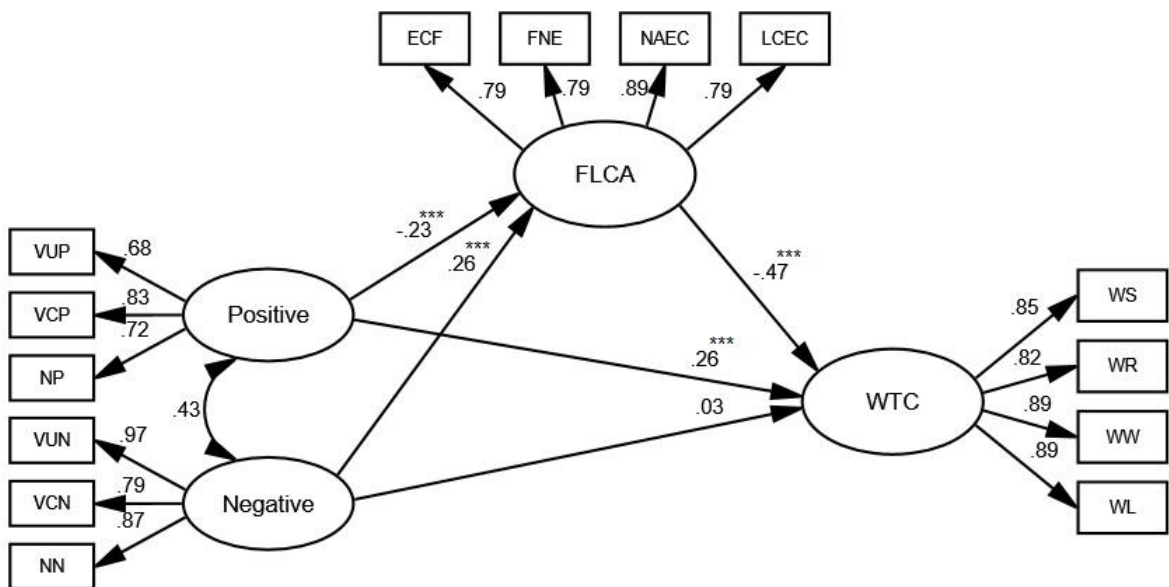 ECF
FNE
NAEC
LCEC
.79
.79
.89
.79
FLCA
-.23***
.26***
-.47***
VUP
.68
VCP
.83
NP
.72
Positive
.26***
.43
.03
WTC
VUN
.97
VCN
.79
NN
.87
Negative
WS
.85
WR
.82
WW
.89
WL
.89